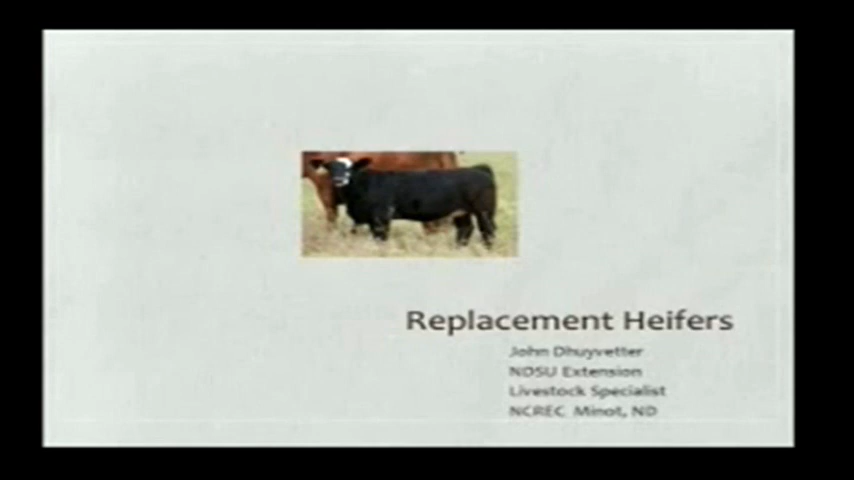 Replacement Heifers
John Dhuyvetter
NDSU Extension
Livestock Specialist
NCREC Minot, ND